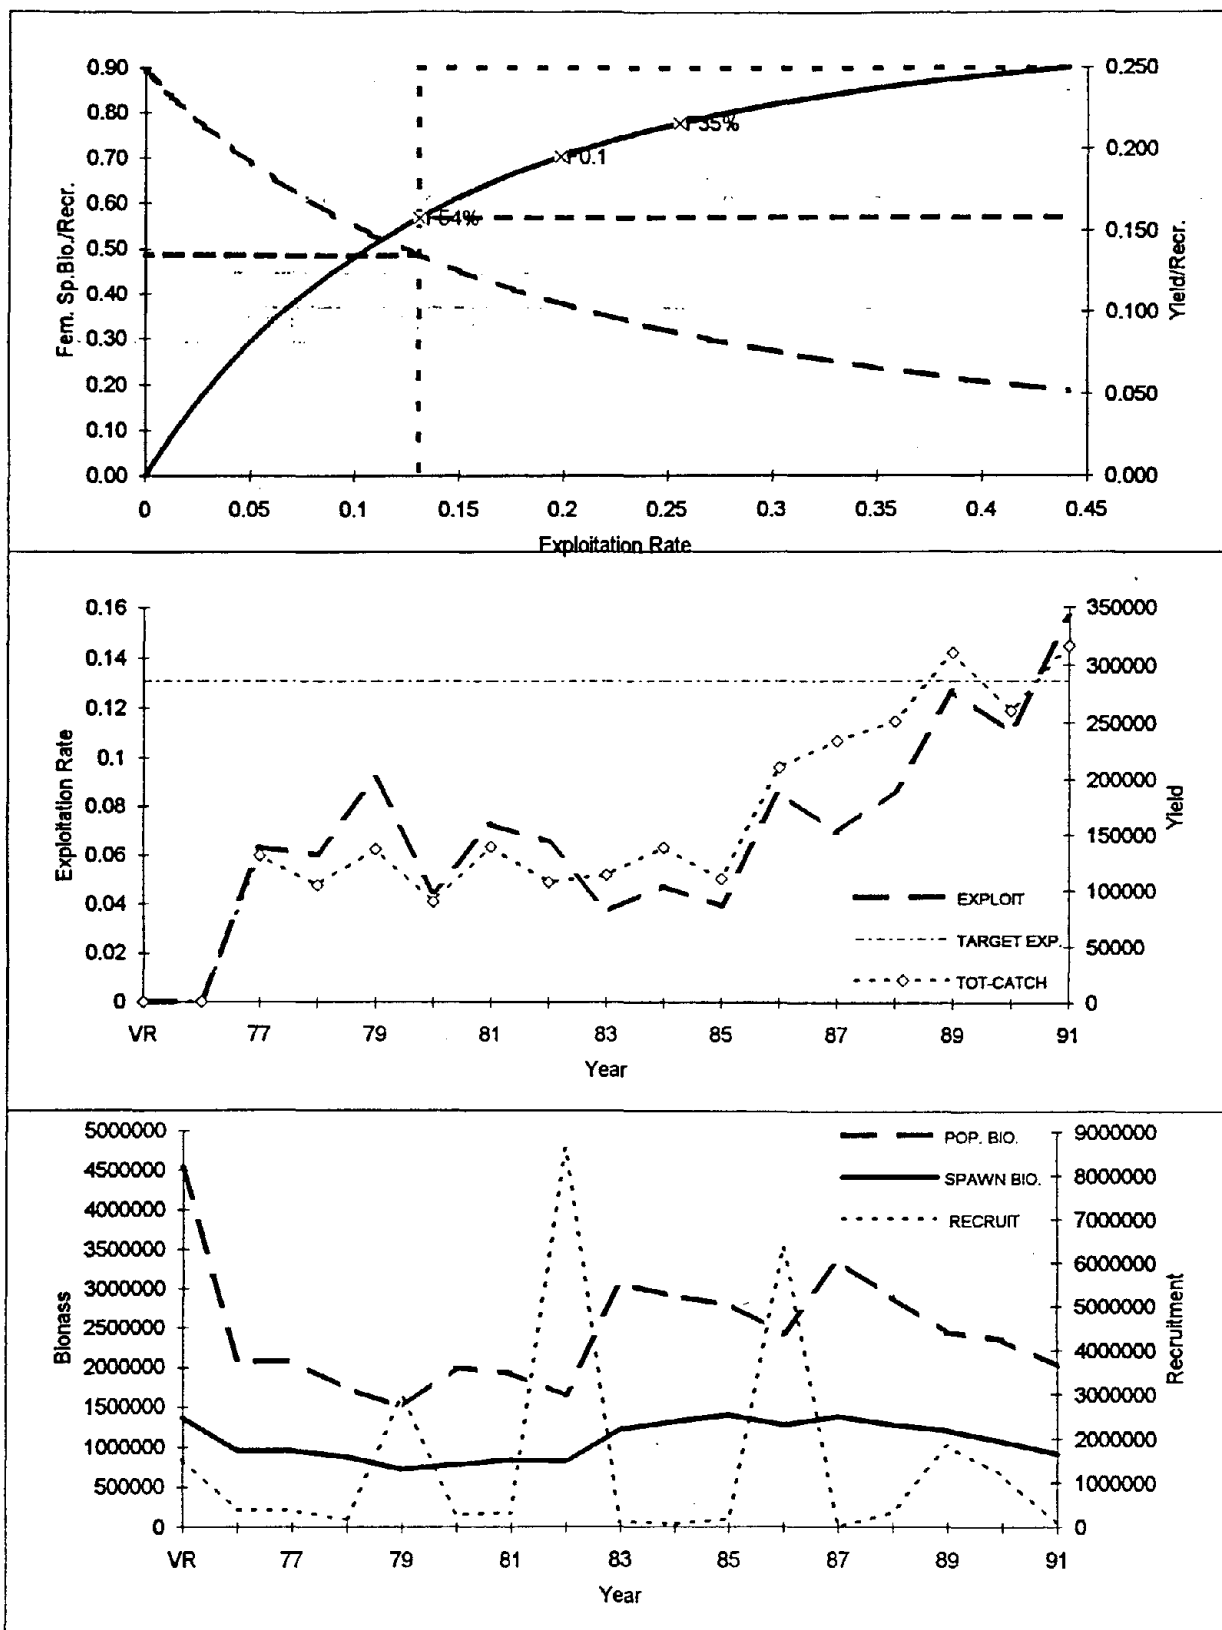 0.90
0.80
0.70
0.60
0.50
0.40
0.30
0.20
0.10
0.00
Fem. Sp.Bio./Recr.
0.250
0.200
0.150
0.100
0.050
0.000
Yield/Recr.
F35%
F0.1
F54%
0 0.05 0.1 0.15 0.2 0.25 0.3 0.35 0.4 0.45
Exploitation Rate
0.16
0.14
0.12
0.1
0.08
0.06
0.04
0.02
0
Exploitation Rate
350000
300000
250000
200000
150000
100000
50000
0
Yield
EXPLOIT
TARGET EXP.
TOT-CATCH
VR 77 79 81 83 85 87 89 91
Year
5000000
4500000
4000000
3500000
3000000
2500000
2000000
1500000
1000000
500000
0
Bionass
9000000
8000000
7000000
6000000
5000000
4000000
3000000
2000000
1000000
0
Recruitment
POP. BIO.
SPAWN BIO.
RECRUIT
VR 77 79 81 83 85 87 89 91
Year